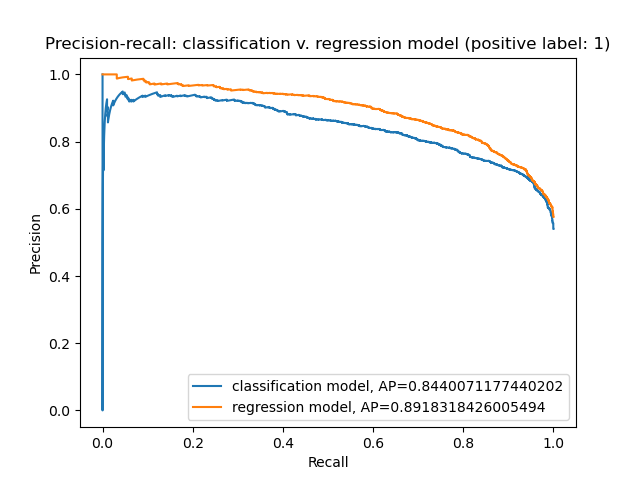 Precision-recall: classification v. regression model (positive label: 1)
1.0
0.8
0.6
0.4
0.2
0.0
Precision
0.0 0.2 0.4 0.6 0.8 1.0
Recall
classification model, AP=0.8440071177440202
regression model, AP=0.8918318426005494